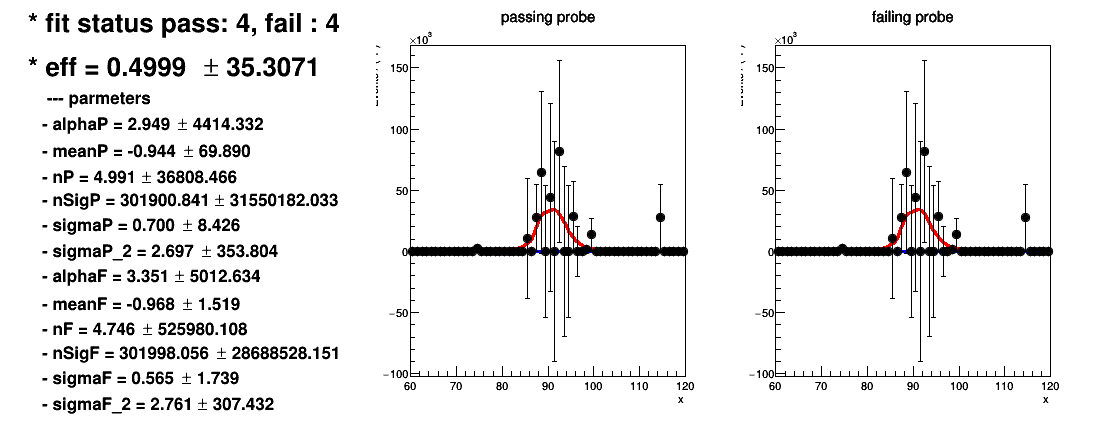 * fit status pass: 4, fail : 4
* eff = 0.4999 ± 35.3071
--- parmeters
- alphaP = 2.949 ± 4414.332
- meanP = -0.944 ± 69.890
- nP = 4.991 ± 36808.466
- nSigP = 301900.841 ± 31550182.033
- sigmaP = 0.700 ± 8.426
- sigmaP_2 = 2.697 ± 353.804
- alphaF = 3.351 ± 5012.634
- meanF = -0.968 ± 1.519
- nF = 4.746 ± 525980.108
- nSigF = 301998.056 ± 28688528.151
- sigmaF = 0.565 ± 1.739
- sigmaF_2 = 2.761 ± 307.432
passing probe
×10³
150
100
50
0
−50
−100
60 70 80 90 100 110 120
x
failing probe
×10³
150
100
50
0
−50
−100
60 70 80 90 100 110 120
x